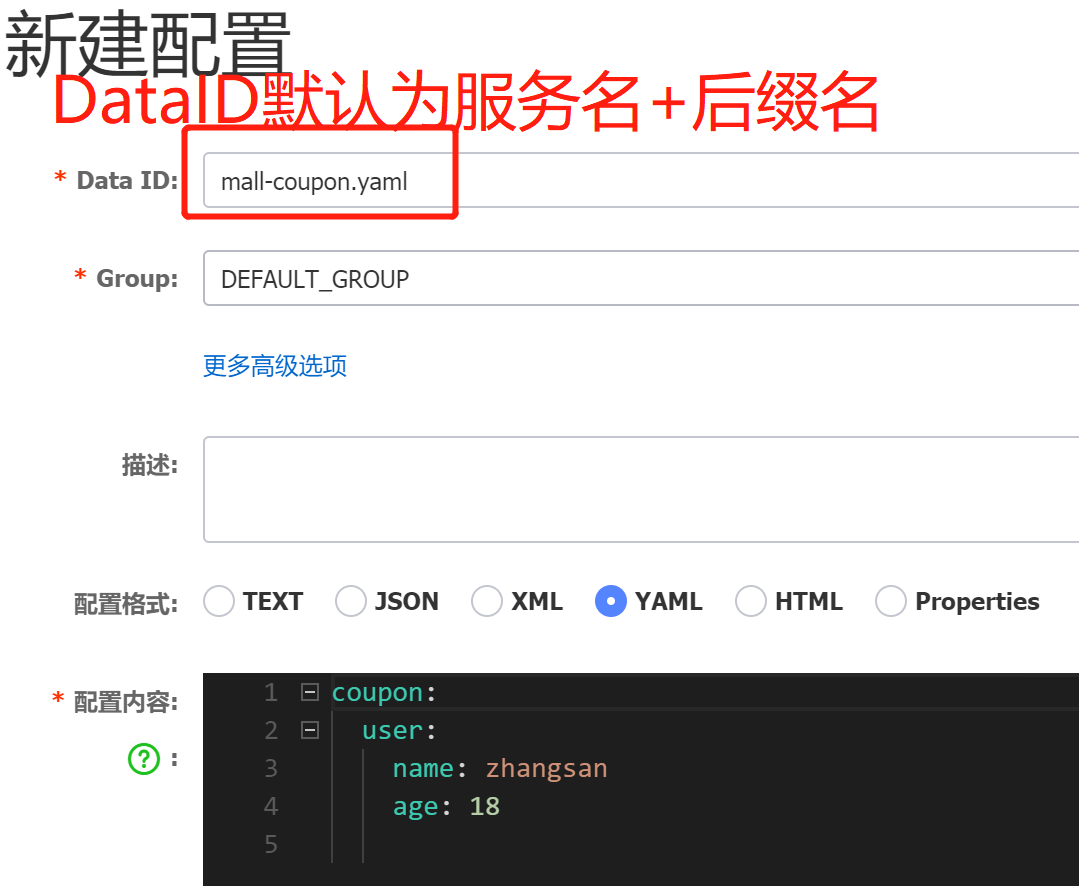 新建配置
DataID默认为服务名+后缀名
* Data ID: mall-coupon.yaml
* Group: DEFAULT_GROUP
更多高级选项
描述:
配置格式: TEXT JSON XML YAML HTML Properties
* 配置内容: 1 coupon:
2 user:
? : 3 name: zhangsan
4 age: 18
5